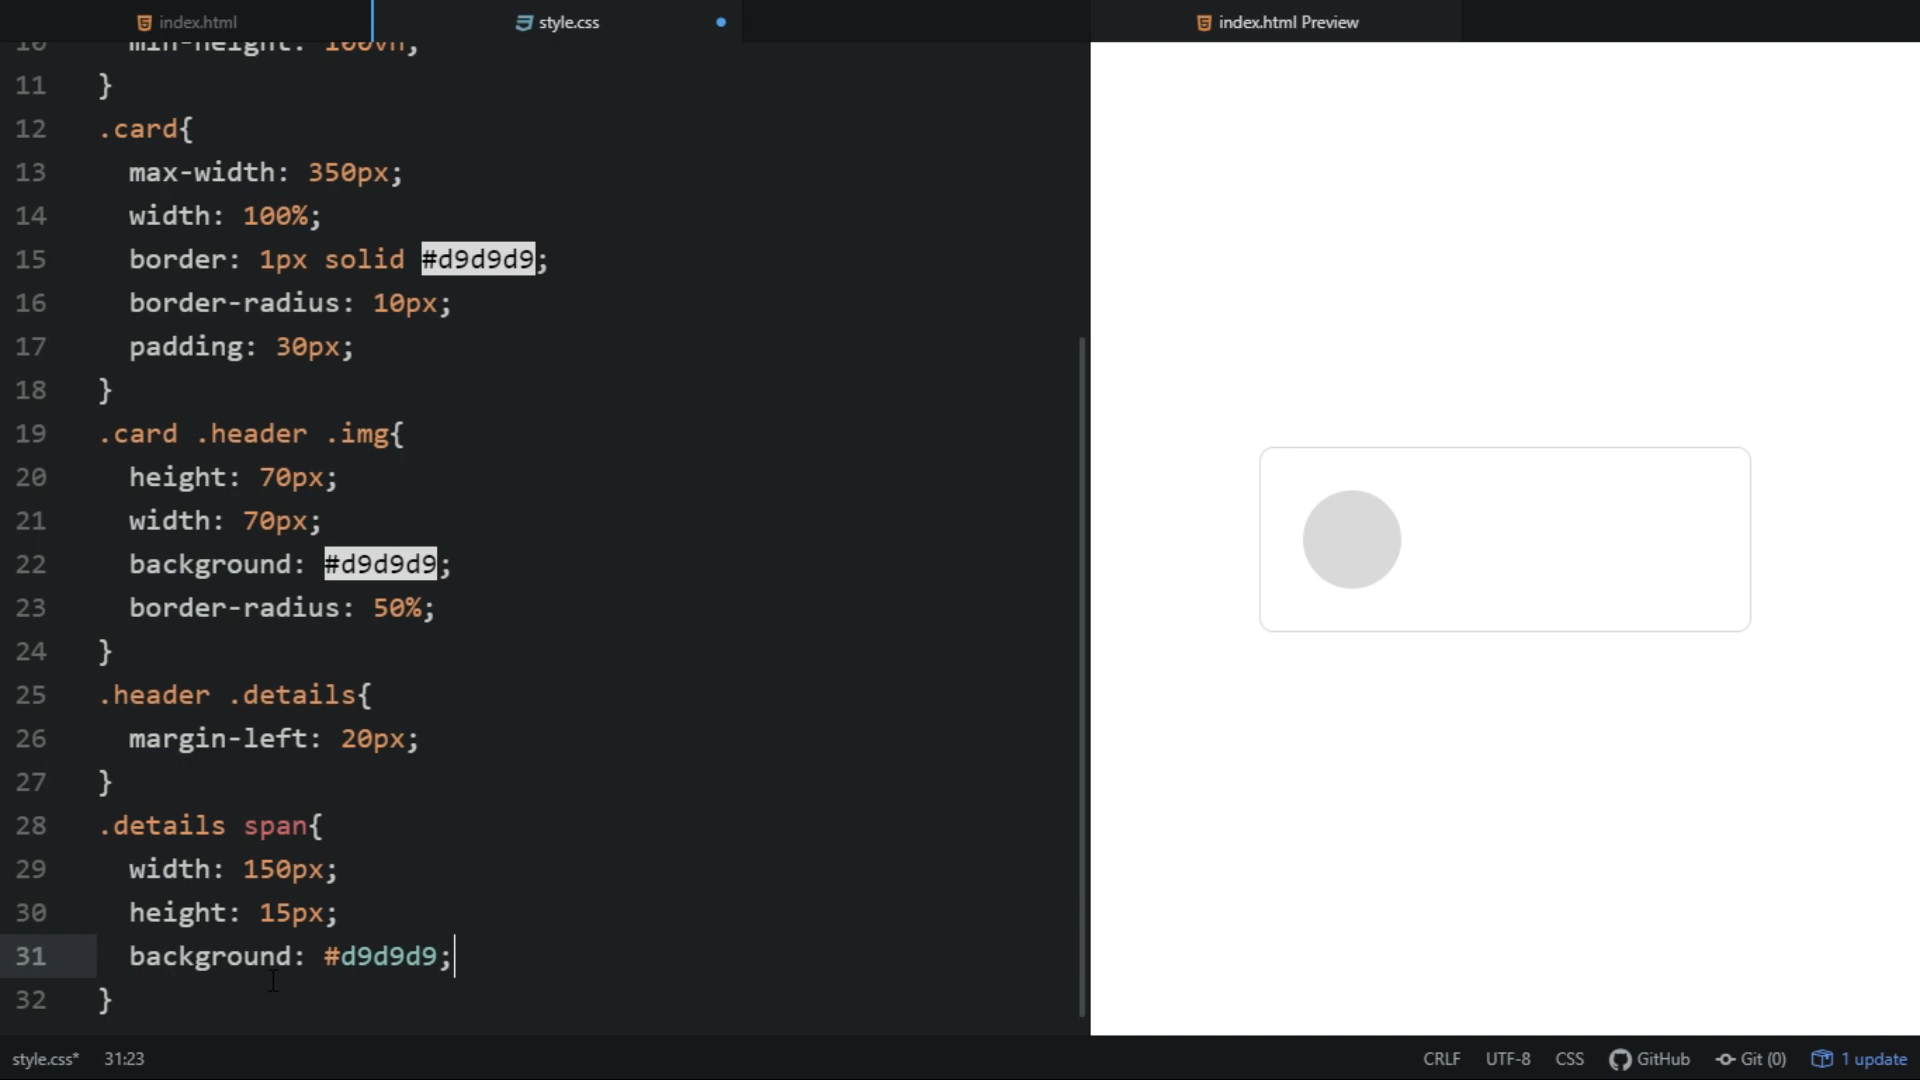 index.html
style.css
index.html Preview
10 min-height: 100vh;
11 }
12 .card{
13 max-width: 350px;
14 width: 100%;
15 border: 1px solid #d9d9d9;
16 border-radius: 10px;
17 padding: 30px;
18 }
19 .card .header .img{
20 height: 70px;
21 width: 70px;
22 background: #d9d9d9;
23 border-radius: 50%;
24 }
25 .header .details{
26 margin-left: 20px;
27 }
28 .details span{
29 width: 150px;
30 height: 15px;
31 background: #d9d9d9;
32 }
style.css* 31:23 CRLF UTF-8 CSS GitHub Git (0) 1 update